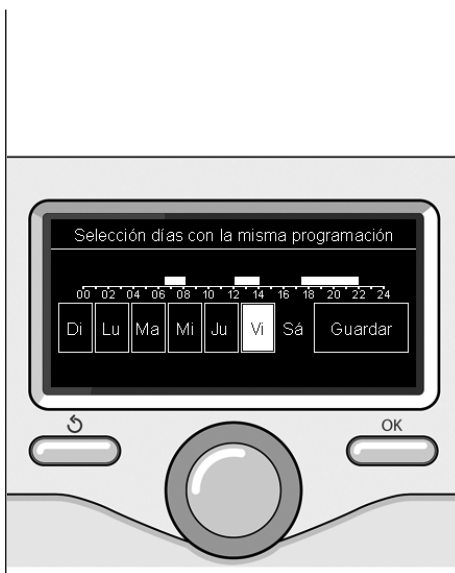 Selección días con la misma programación
00 02 04 06 08 10 12 14 16 18 20 22 24
Di Lu Ma Mi Ju Vi Sá Guardar
OK